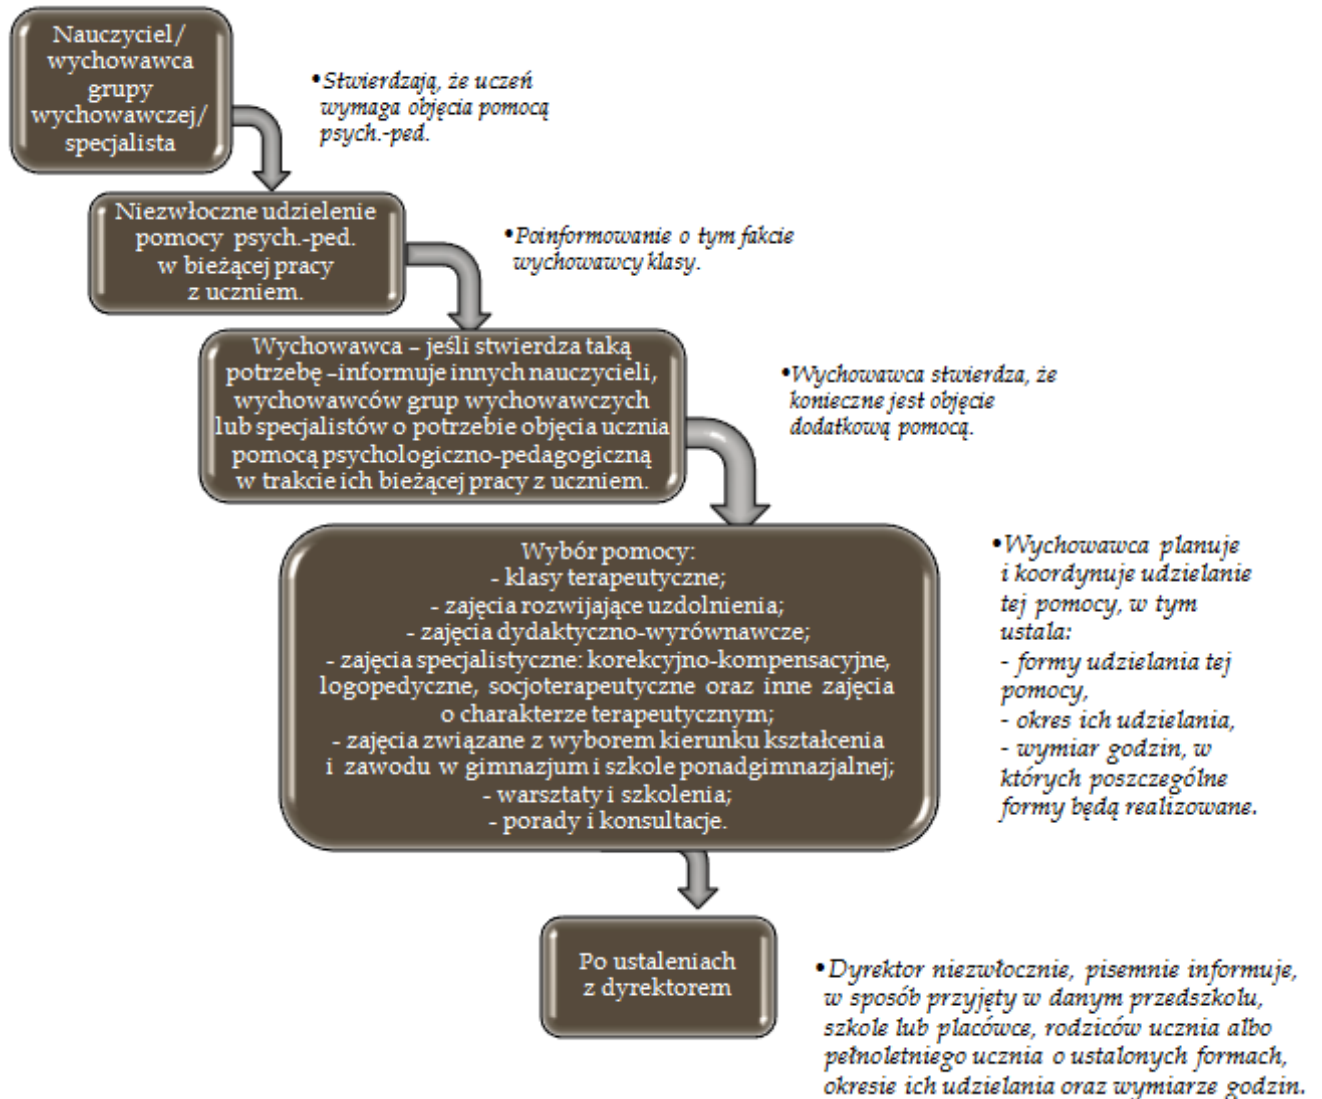 Nauczyciel/
wychowawca
grupy
wychowawczej/
specjalista
•Stwierdzają, że uczeń
wymaga objęcia pomocą
psych.-ped.
Niezwłoczne udzielenie
pomocy psych.-ped.
w bieżącej pracy
z uczniem.
•Poinformowanie o tym fakcie
wychowawcy klasy.
Wychowawca – jeśli stwierdza taką
potrzebę –informuje innych nauczycieli,
wychowawców grup wychowawczych
lub specjalistów o potrzebie objęcia ucznia
pomocą psychologiczno-pedagogiczną
w trakcie ich bieżącej pracy z uczniem.
•Wychowawca stwierdza, że
konieczne jest objęcie
dodatkową pomocą.
Wybór pomocy:
- klasy terapeutyczne;
- zajęcia rozwijające uzdolnienia;
- zajęcia dydaktyczno-wyrównawcze;
- zajęcia specjalistyczne: korekcyjno-kompensacyjne,
logopedyczne, socjoterapeutyczne oraz inne zajęcia
o charakterze terapeutycznym;
- zajęcia związane z wyborem kierunku kształcenia
i zawodu w gimnazjum i szkole ponadgimnazjalnej;
- warsztaty i szkolenia;
- porady i konsultacje.
•Wychowawca planuje
i koordynuje udzielanie
tej pomocy, w tym
ustala:
- formy udzielania tej
pomocy,
- okres ich udzielania,
- wymiar godzin, w
których poszczególne
formy będą realizowane.
Po ustaleniach
z dyrektorem
•Dyrektor niezwłocznie, pisemnie informuje,
w sposób przyjęty w danym przedszkolu,
szkole lub placówce, rodziców ucznia albo
pełnoletniego ucznia o ustalonych formach,
okresie ich udzielania oraz wymiarze godzin.